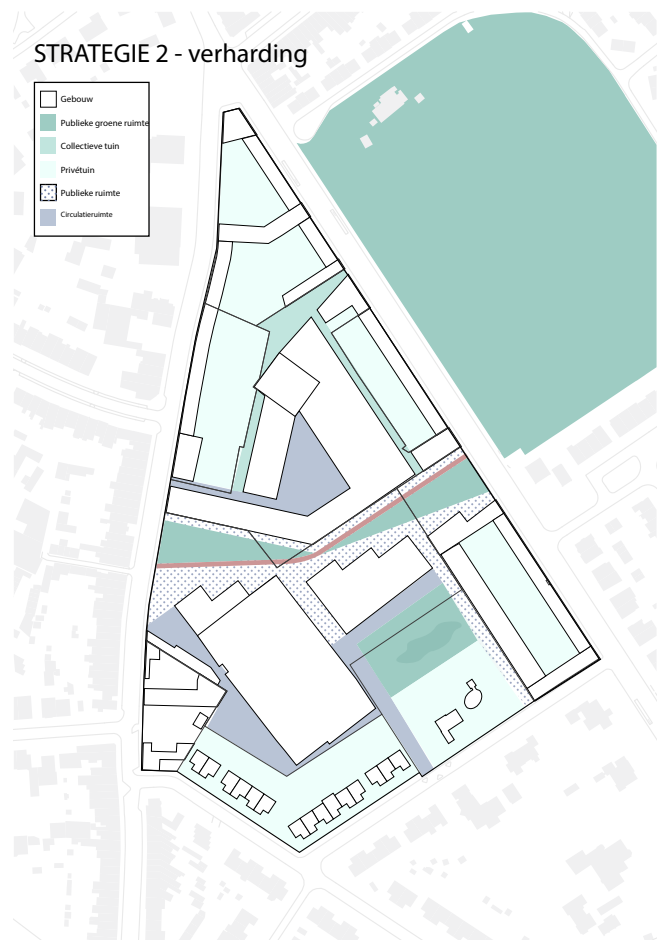 STRATEGIE 2 - verharding
Gebouw
Publieke groene ruimte
Collectieve tuin
Privétuin
Publieke ruimte
Circulatieruimte